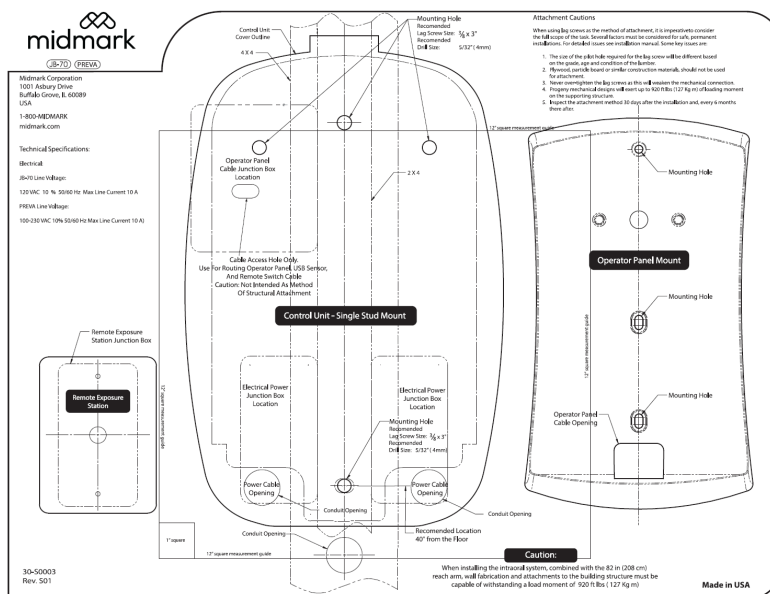 midmark
JB-70 PREVA
Midmark Corporation
1001 Asbury Drive
Buffalo Grove, IL 60089
USA
1-800-MIDMARK
midmark.com
Technical Specifications:
Electrical
JB-70 Line Voltage:
120 VAC 10 % 50/60 Hz Max Line Current 10 A
PREVA Line Voltage:
100-230 VAC 10% 50/60 Hz Max Line Current 10 A)
Control Unit
Cover Outline
4 X 4
Mounting Hole
Recomended
Lag Screw Size: 3/8 x 3"
Recomended
Drill Size: 5/32" ( 4mm)
Attachment Cautions
When using lag screws as the method of attachment, it is imperativeto consider
the full scope of the task. Several factors must be considered for safe, permanent
installations. For detailed issues see installation manual. Some key issues are:
1. The size of the pilot hole required for the lag screw will be different based
on the grade, age and condition of the lumber.
2. Plywood, particle board or similar construction materials, should not be used
for attachment.
3. Never over-tighten the lag screws as this will weaken the mechanical connection.
4. Progeny mechanical designs will exert up to 920 ft lbs (127 Kg m) of loading moment
on the supporting structure.
5. Inspect the attachment method 30 days after the installation and, every 6 months
there after.
12" square measurement guide
Operator Panel
Cable Junction Box
Location
2 X 4
Cable Access Hole Only.
Use For Routing Operator Panel, USB Sensor,
And Remote Switch Cable
Caution: Not Intended As Method
Of Structural Attachment
Control Unit – Single Stud Mount
Mounting Hole
Operator Panel Mount
Mounting Hole
12" square measurement guide
Mounting Hole
Operator Panel
Cable Opening
Remote Exposure
Station Junction Box
Remote Exposure
Station
12" square measurement guide
Electrical Power
Junction Box
Location
Electrical Power
Junction Box
Location
Mounting Hole
Recomended
Lag Screw Size: 3/8 x 3"
Recomended
Drill Size: 5/32" ( 4mm)
Power Cable
Opening
Power Cable
Opening
Conduit Opening
Conduit Opening
Conduit Opening
Recomended Location
40" from the Floor
1" square
12" square measurement guide
Caution:
When installing the intraoral system, combined with the 82 in (208 cm)
reach arm, wall fabrication and attachments to the building structure must be
capable of withstanding a load moment of 920 ft lbs ( 127 Kg m)
30-S0003
Rev. S01
Made in USA